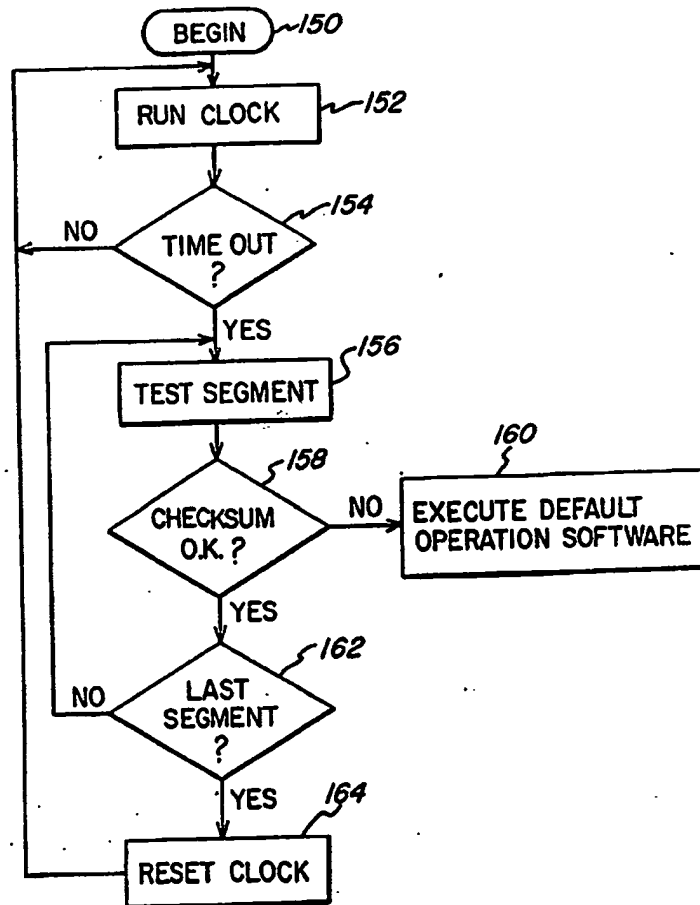 BEGIN
150
RUN CLOCK
152
154
NO
TIME OUT
?
YES
156
TEST SEGMENT
158
160
CHECKSUM
O.K. ?
NO
EXECUTE DEFAULT
OPERATION SOFTWARE
YES
162
NO
LAST
SEGMENT
?
YES
164
RESET CLOCK